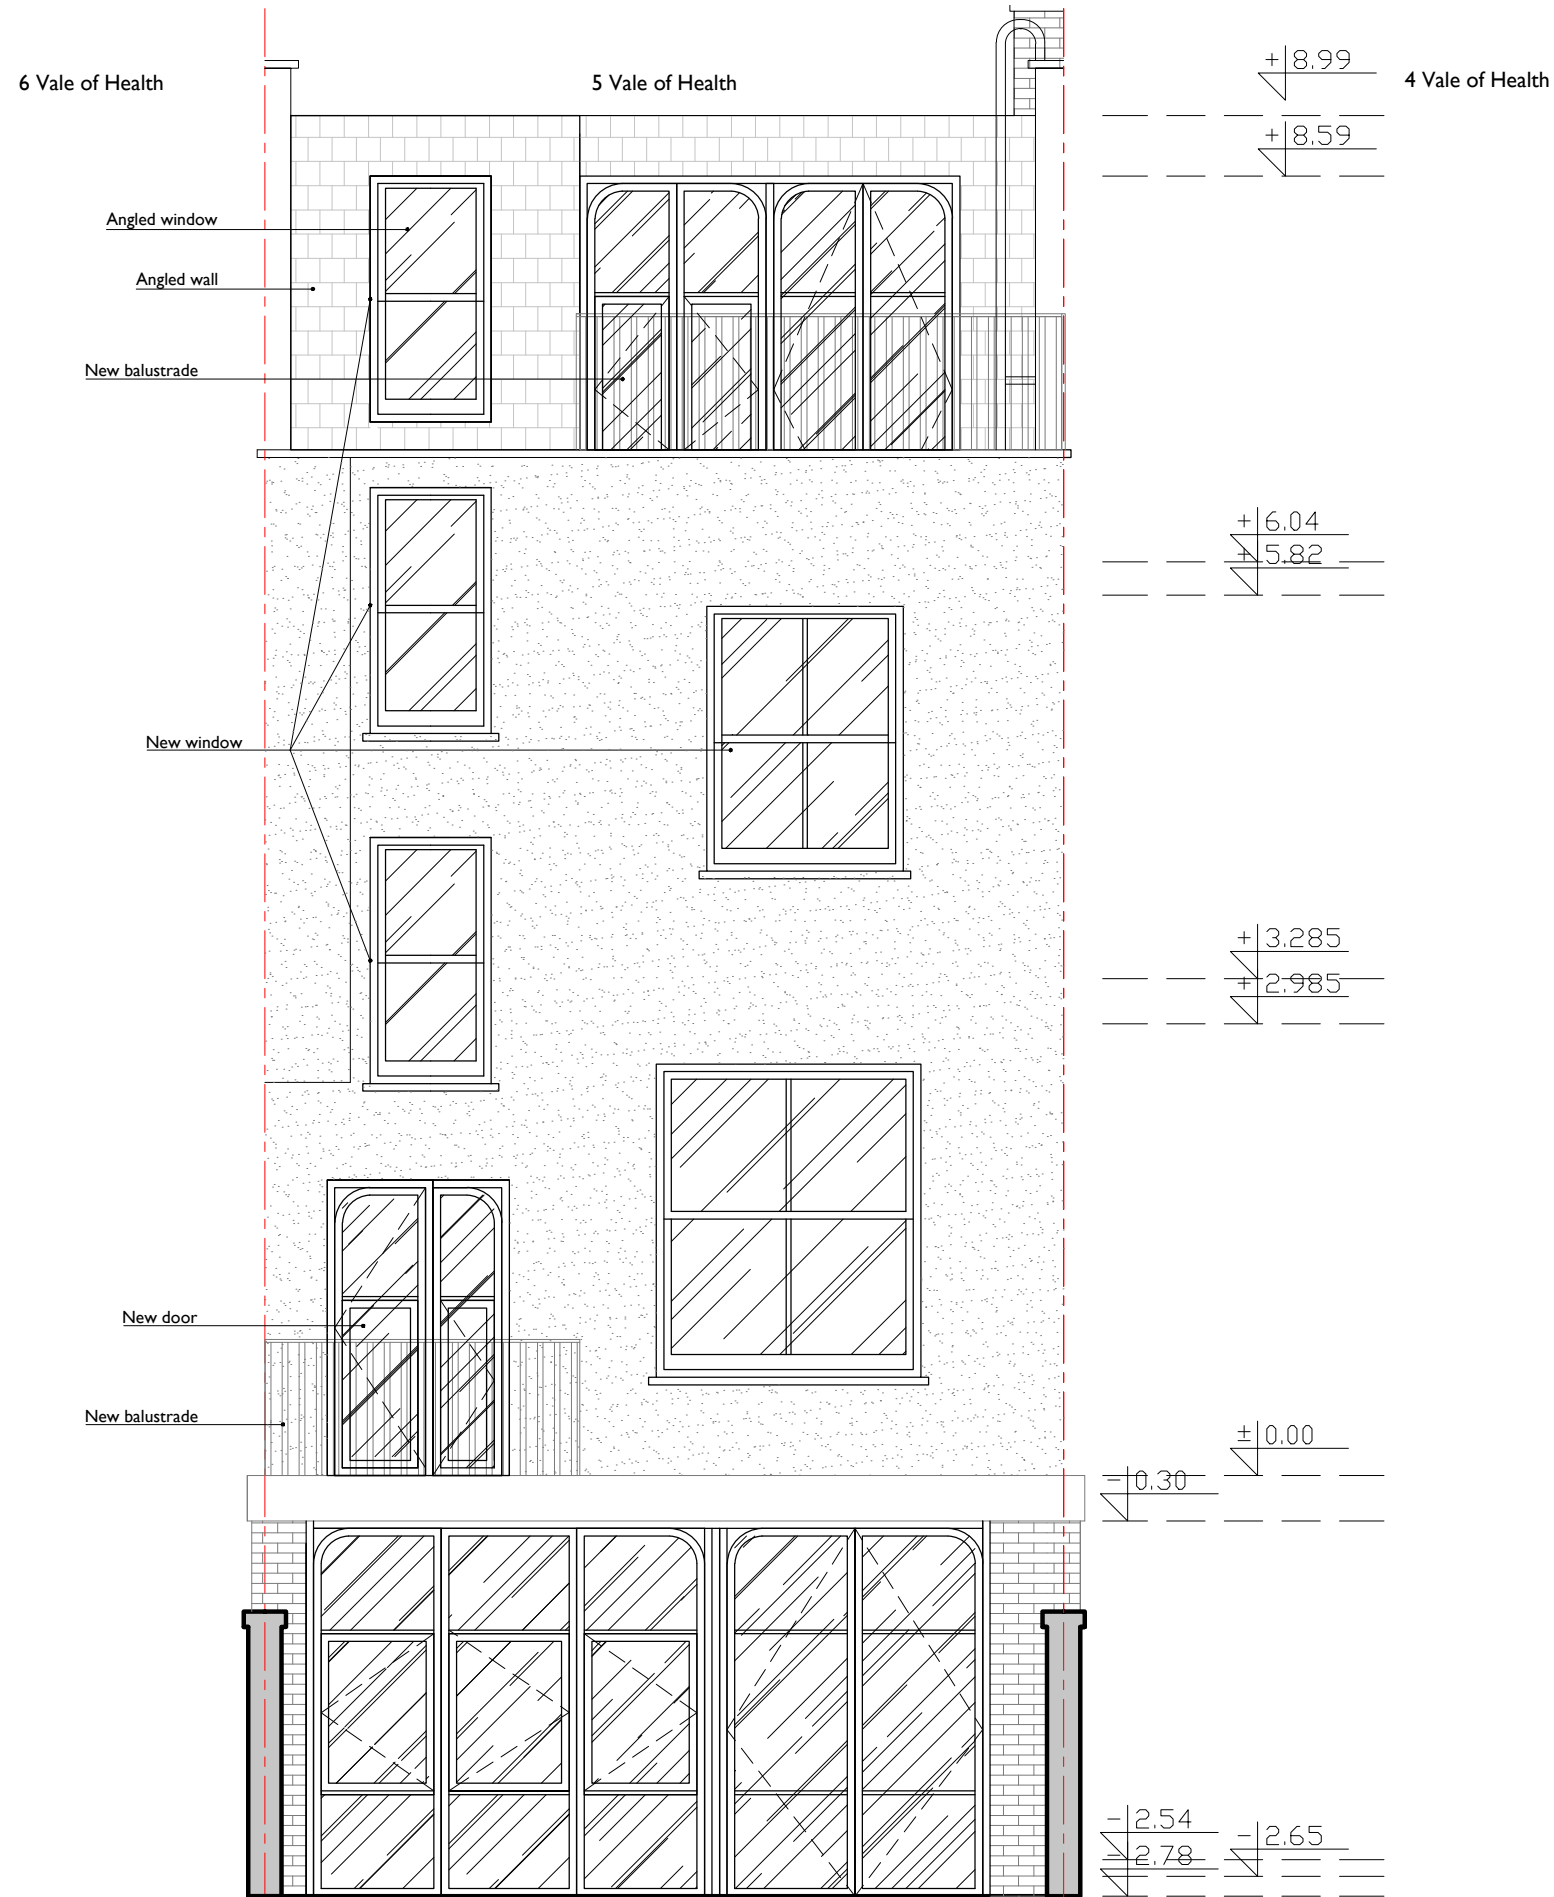 6 Vale of Health
5 Vale of Health
4 Vale of Health
+ 8.99
+ 8.59
Angled window
Angled wall
New balustrade
+ 6.04
+ 5.82
New window
+ 3.285
+ 2.985
New door
New balustrade
± 0.00
- 0.30
- 2.54
- 2.65
- 2.78